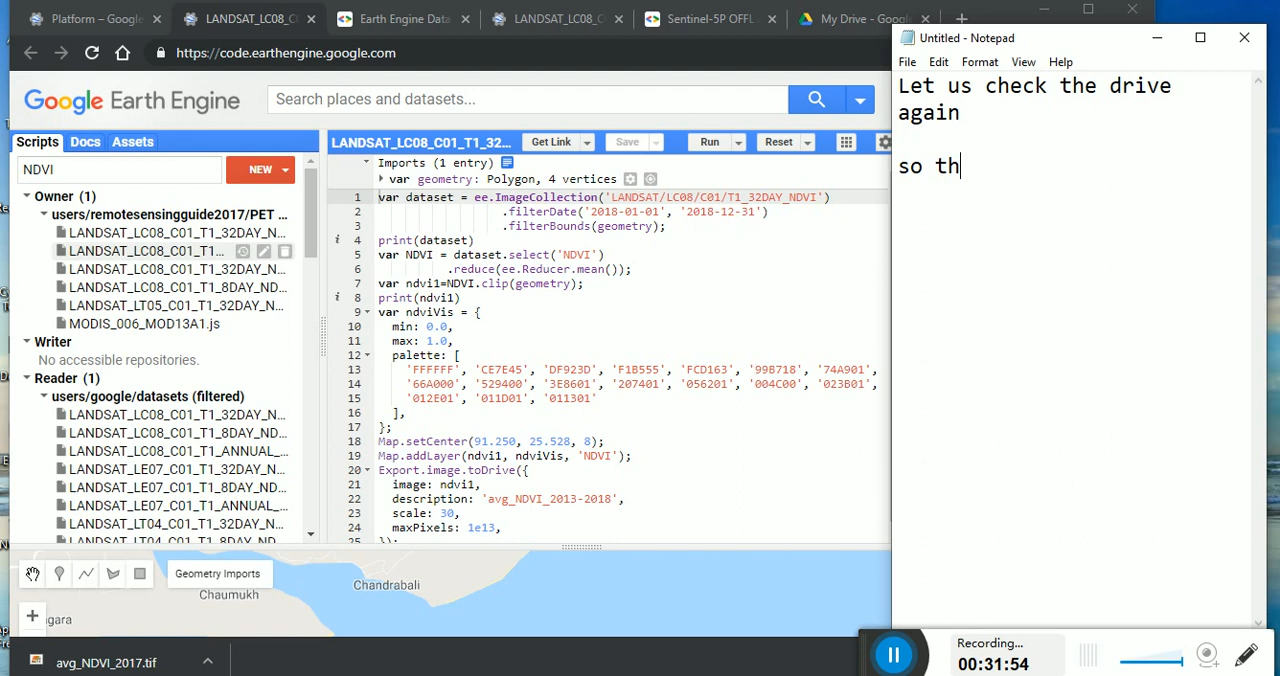 Platform – Google
LANDSAT_LC08_C0
Earth Engine Data
LANDSAT_LC08_C
Sentinel-5P OFFL
My Drive - Google
https://code.earthengine.google.com
Google Earth Engine
Search places and datasets...
Scripts Docs Assets
NDVI
NEW
Owner (1)
users/remotesensingguide2017/PET ...
LANDSAT_LC08_C01_T1_32DAY_N...
LANDSAT_LC08_C01_T1...
LANDSAT_LC08_C01_T1_32DAY_N...
LANDSAT_LC08_C01_T1_8DAY_ND...
LANDSAT_LT05_C01_T1_32DAY_N...
MODIS_006_MOD13A1.js
Writer
No accessible repositories.
Reader (1)
users/google/datasets (filtered)
LANDSAT_LC08_C01_T1_32DAY_N...
LANDSAT_LC08_C01_T1_8DAY_ND...
LANDSAT_LC08_C01_T1_ANNUAL_...
LANDSAT_LE07_C01_T1_32DAY_N...
LANDSAT_LE07_C01_T1_8DAY_ND...
LANDSAT_LE07_C01_T1_ANNUAL_...
LANDSAT_LT04_C01_T1_32DAY_N...
LANDSAT_LT04_C01_T1_8DAY_ND...
LANDSAT_LC08_C01_T1_32... Get Link Save Run Reset
Imports (1 entry)
var geometry: Polygon, 4 vertices
1 var dataset = ee.ImageCollection('LANDSAT/LC08/C01/T1_32DAY_NDVI')
2 .filterDate('2018-01-01', '2018-12-31')
3 .filterBounds(geometry);
i 4 print(dataset)
5 var NDVI = dataset.select('NDVI')
6 .reduce(ee.Reducer.mean());
7 var ndvi1=NDVI.clip(geometry);
i 8 print(ndvi1)
9 var ndviVis = {
10 min: 0.0,
11 max: 1.0,
12 palette: [
13 'FFFFFF', 'CE7E45', 'DF923D', 'F1B555', 'FCD163', '99B718', '74A901',
14 '66A000', '529400', '3E8601', '207401', '056201', '004C00', '023B01',
15 '012E01', '011D01', '011301'
16 ],
17 };
18 Map.setCenter(91.250, 25.528, 8);
19 Map.addLayer(ndvi1, ndviVis, 'NDVI');
20 Export.image.toDrive({
21 image: ndvi1,
22 description: 'avg_NDVI_2013-2018',
23 scale: 30,
24 maxPixels: 1e13,
25 });
Geometry Imports
Chaumukh
Chandrabali
agara
avg_NDVI_2017.tif
Untitled - Notepad
File Edit Format View Help
Let us check the drive
again
so th
Recording...
00:31:54